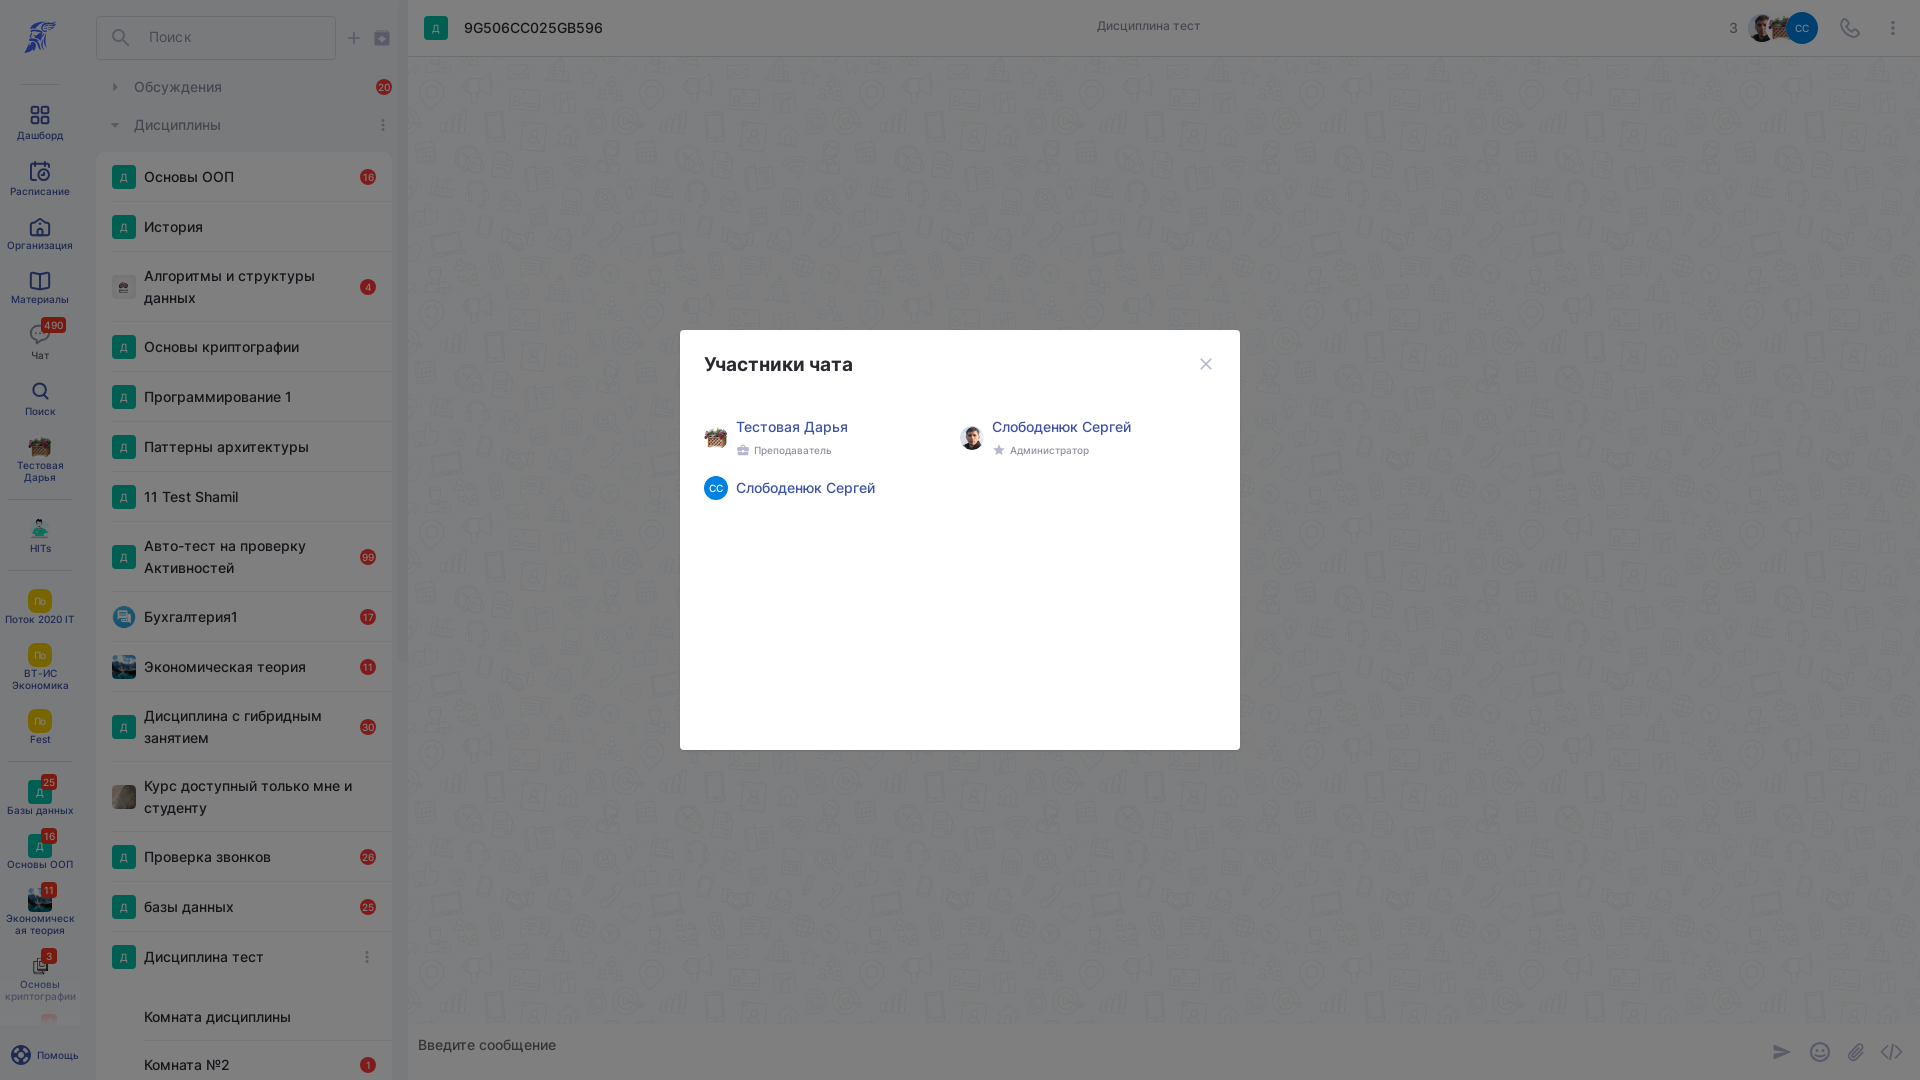 Поиск
Обсуждения
20
Дисциплины
Дашборд
Расписание
Организация
Материалы
490
Чат
Поиск
Тестовая
Дарья
HITs
По
Поток 2020 IT
По
ВТ-ИС
Экономика
По
Fest
25
Д
Базы данных
16
Д
Основы ООП
11
Экономическ
ая теория
3
Основы
криптографии
Помощь
Д
Основы ООП
16
Д
История
Алгоритмы и структуры
данных
4
Д
Основы криптографии
Д
Программирование 1
Д
Паттерны архитектуры
Д
11 Test Shamil
Д
Авто-тест на проверку
Активностей
99
Бухгалтерия1
17
Экономическая теория
11
Д
Дисциплина с гибридным
занятием
30
Курс доступный только мне и
студенту
Д
Проверка звонков
26
Д
базы данных
25
Д
Дисциплина тест
Комната дисциплины
Комната №2
1
Д
9G506CC025GB596
Дисциплина тест
3
СС
Участники чата
Тестовая Дарья
Преподаватель
Слободенюк Сергей
Администратор
СС
Слободенюк Сергей
Введите сообщение